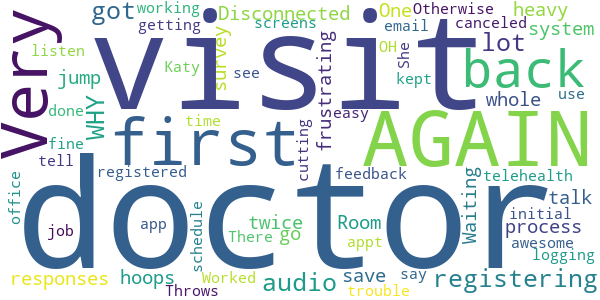 working
One
Otherwise
heavy
got
Disconnected
email
canceled
getting
screens
system
Very
visit
survey
OH
She
lot
listen
Katy
see
kept
back
jump
frustrating
whole
use
WHY
done
time
easy
AGAIN
fine
first
cutting
tell
registered
feedback
Waiting
telehealth
doctor
talk
office
schedule
initial
job
app
twice
Room
appt
process
There
go
awesome
logging
responses
hoops
Worked
audio
save
say
registering
Throws
trouble